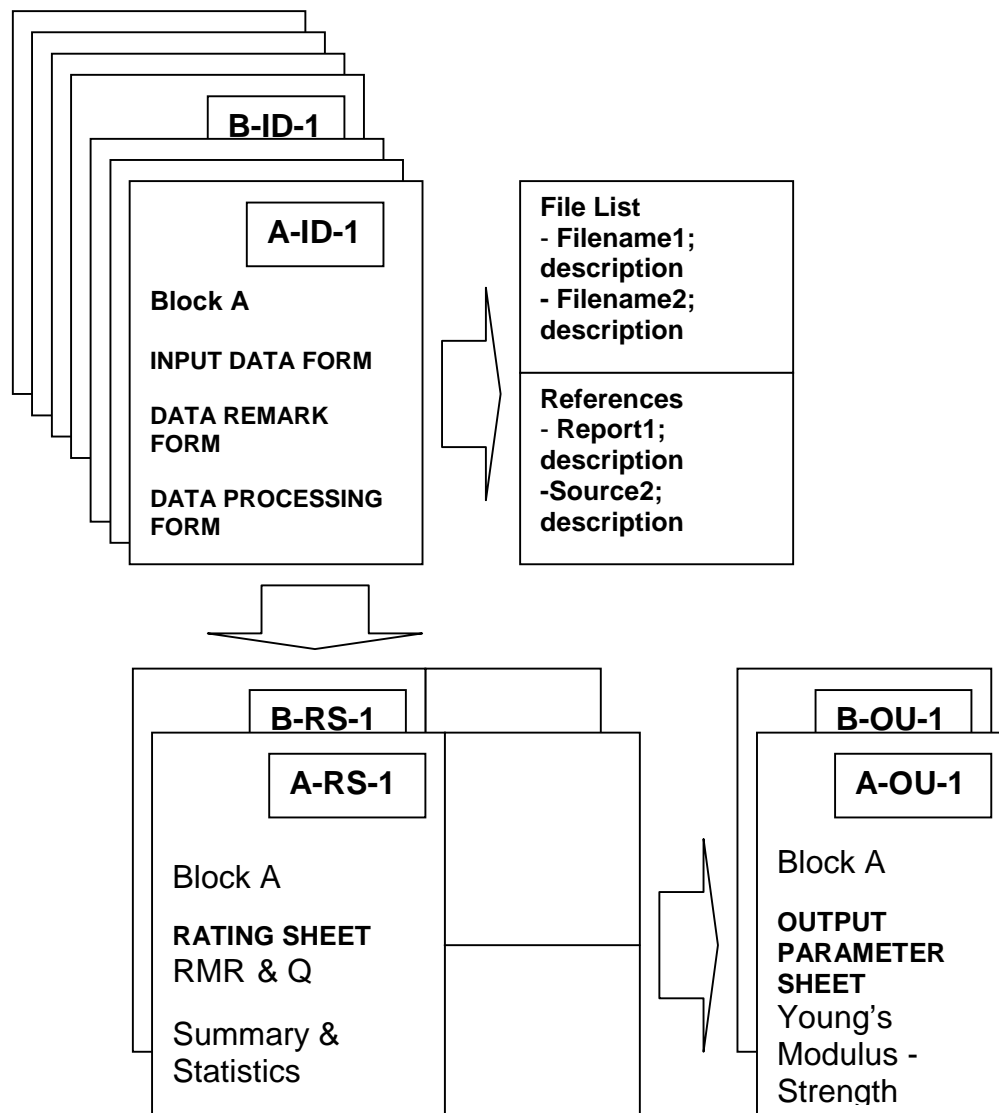 B-ID-1
A-ID-1
Block A
INPUT DATA FORM
DATA REMARK
FORM
DATA PROCESSING
FORM
File List
- Filename1;
description
- Filename2;
description
References
- Report1;
description
-Source2;
description
B-RS-1
A-RS-1
Block A
RATING SHEET
RMR & Q
Summary &
Statistics
B-OU-1
A-OU-1
Block A
OUTPUT
PARAMETER
SHEET
Young's
Modulus -
Strength